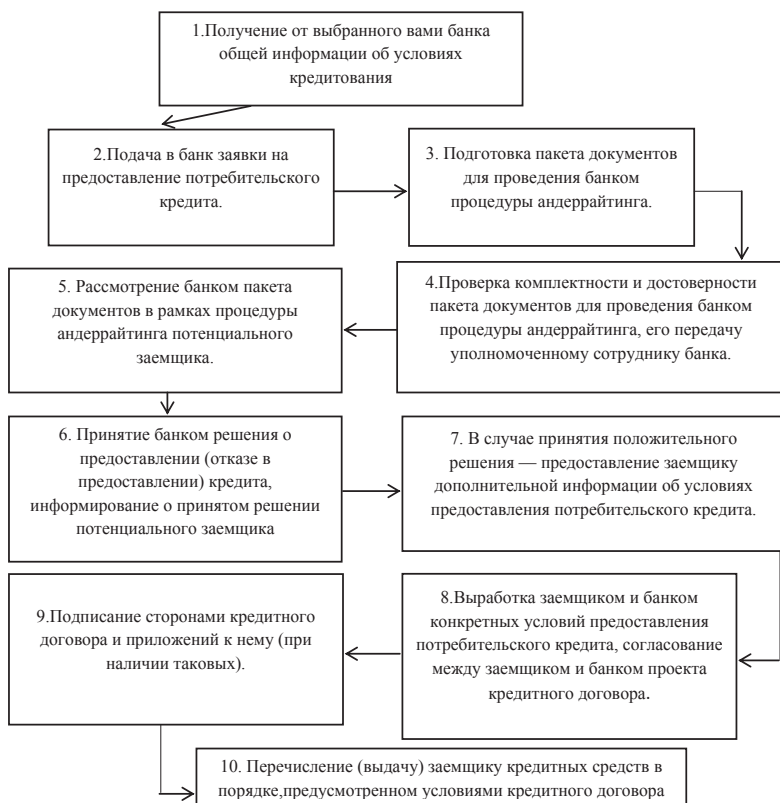 1.Получение от выбранного вами банка
общей информации об условиях
кредитования
2.Подача в банк заявки на
предоставление потребительского
кредита.
3. Подготовка пакета документов
для проведения банком
процедуры андеррайтинга.
4.Проверка комплектности и достоверности
пакета документов для проведения банком
процедуры андеррайтинга, его передачу
уполномоченному сотруднику банка.
5. Рассмотрение банком пакета
документов в рамках процедуры
андеррайтинга потенциального
заемщика.
6. Принятие банком решения о
предоставлении (отказе в
предоставлении) кредита,
информирование о принятом решении
потенциального заемщика
7. В случае принятия положительного
решения — предоставление заемщику
дополнительной информации об условиях
предоставления потребительского кредита.
8.Выработка заемщиком и банком
конкретных условий предоставления
потребительского кредита, согласование
между заемщиком и банком проекта
кредитного договора.
9.Подписание сторонами кредитного
договора и приложений к нему (при
наличии таковых).
10. Перечисление (выдачу) заемщику кредитных средств в
порядке,предусмотренном условиями кредитного договора